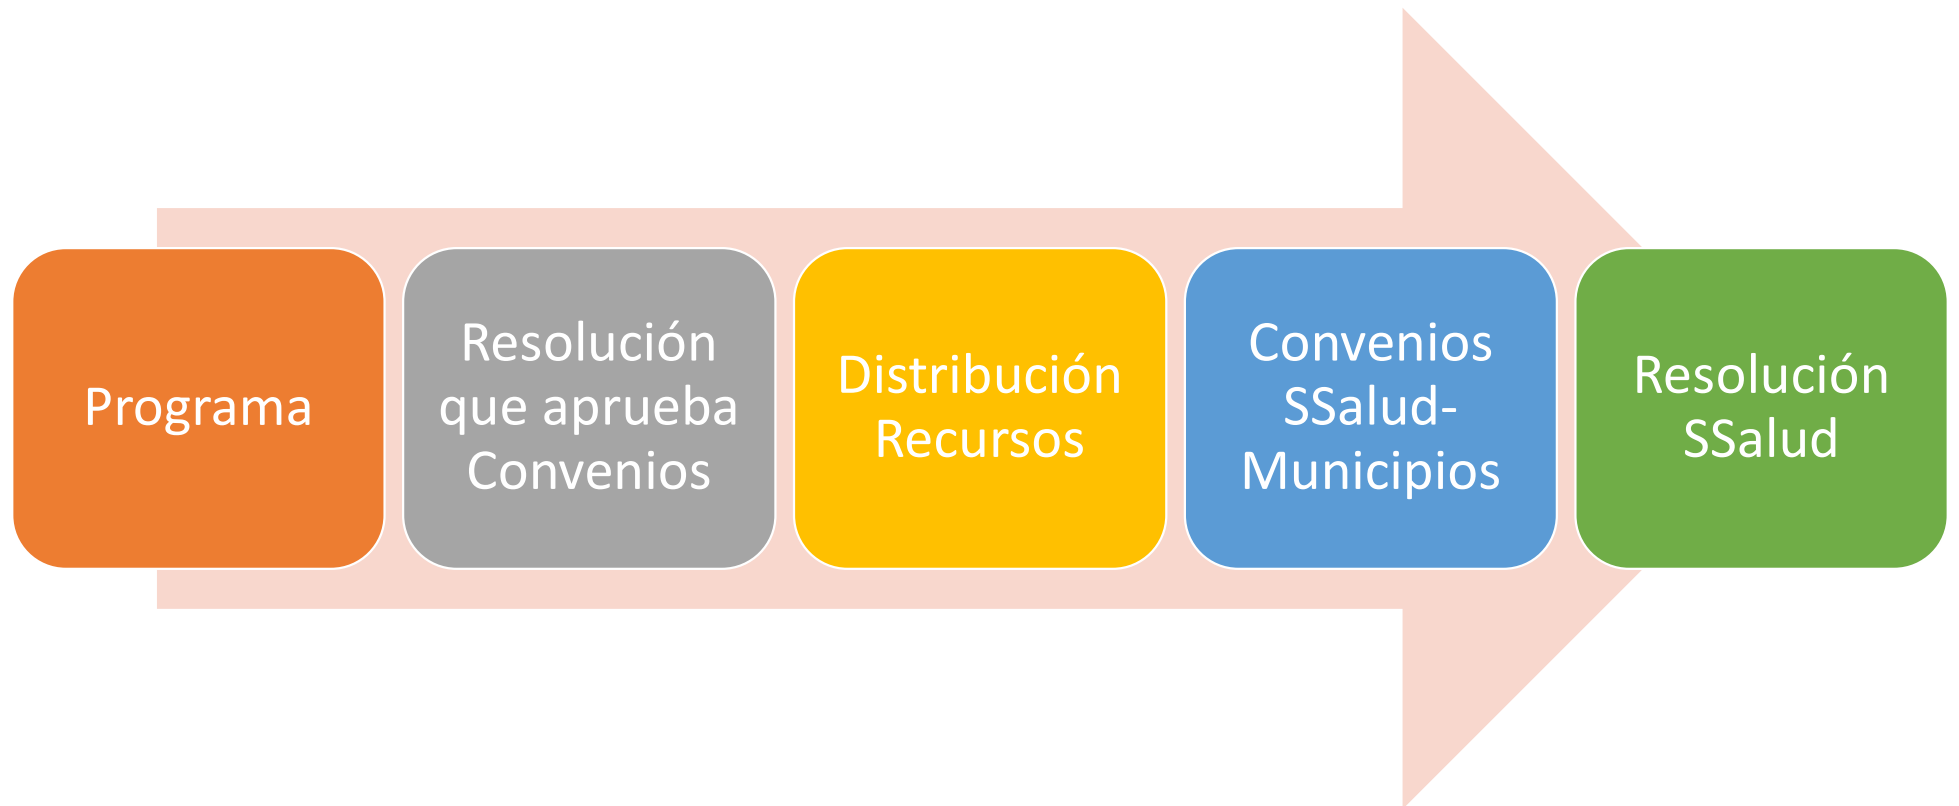 Programa
Resolución
que aprueba
Convenios
Distribución
Recursos
Convenios
SSalud-
Municipios
Resolución
SSalud